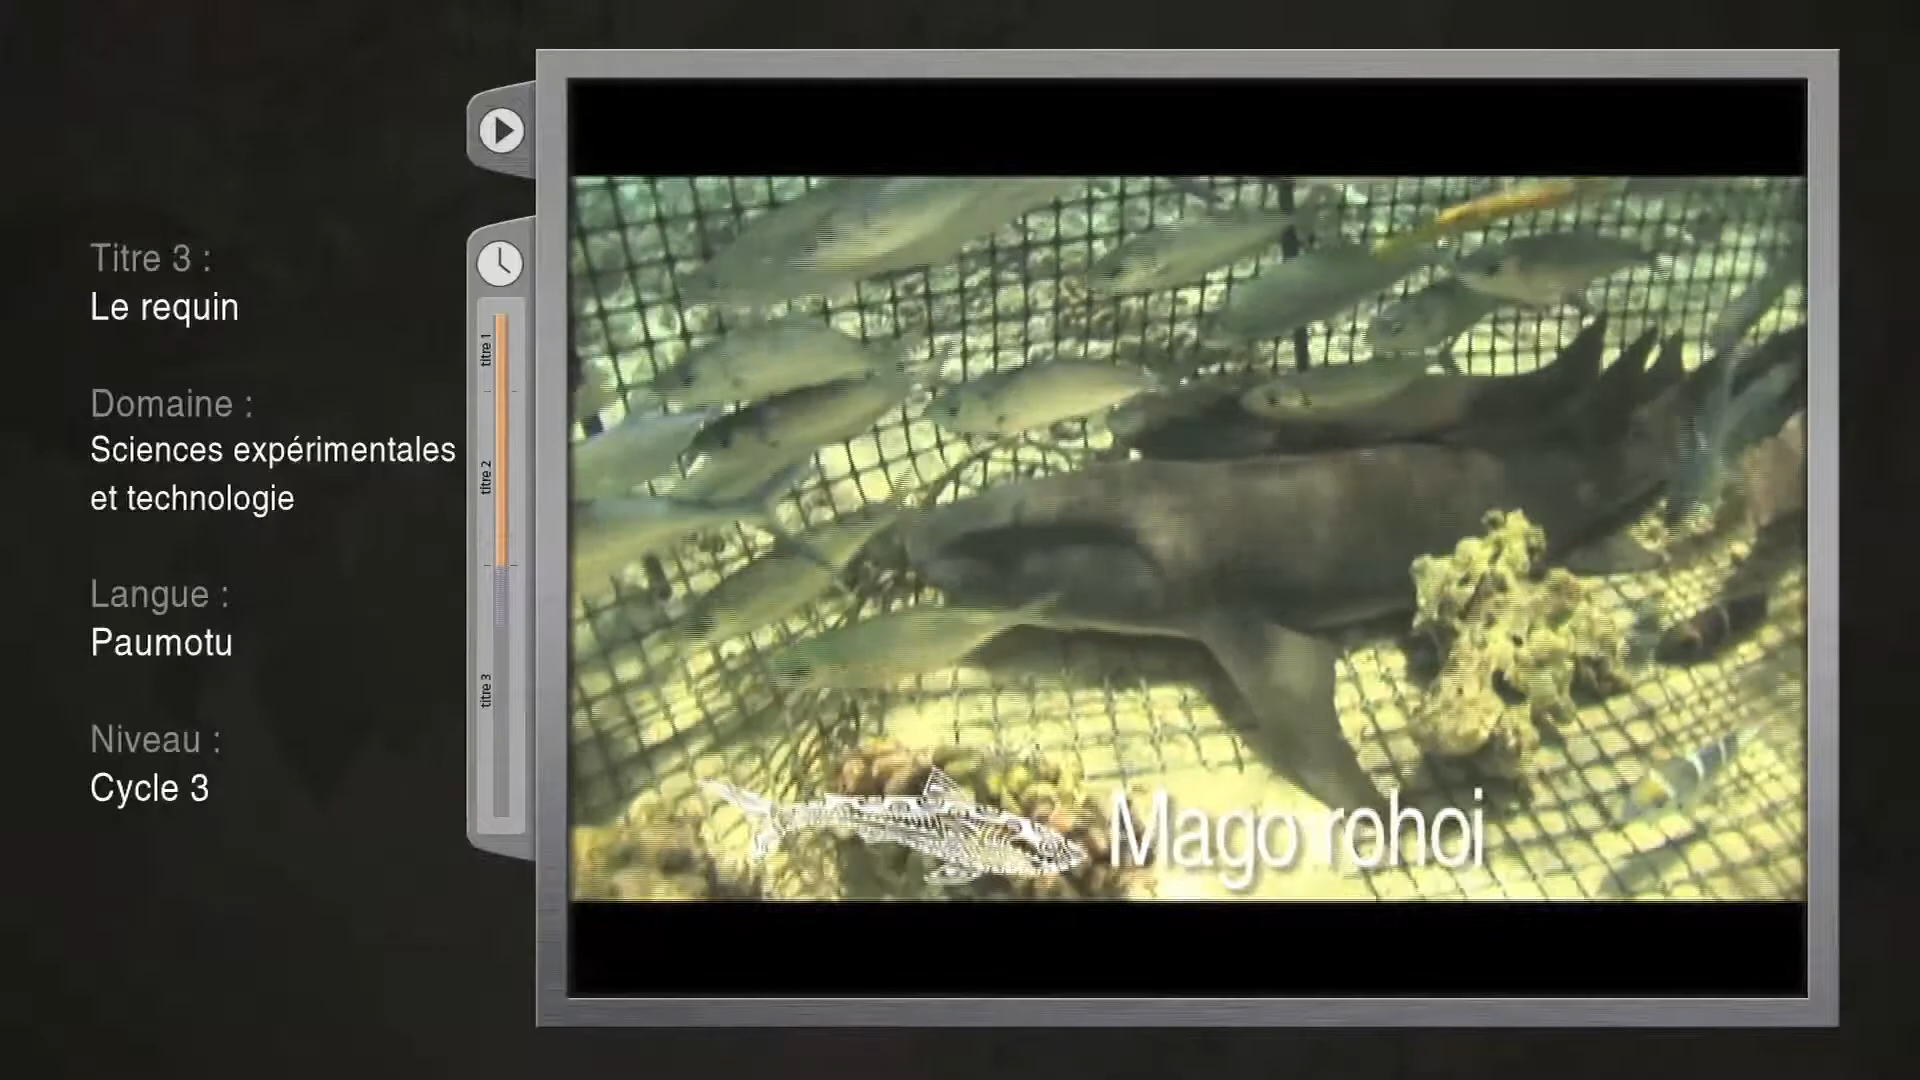 Titre 3 :
Le requin
Domaine :
Sciences expérimentales
et technologie
Langue :
Paumotu
Niveau :
Cycle 3
titre 1
titre 2
titre 3
Mago rohoi